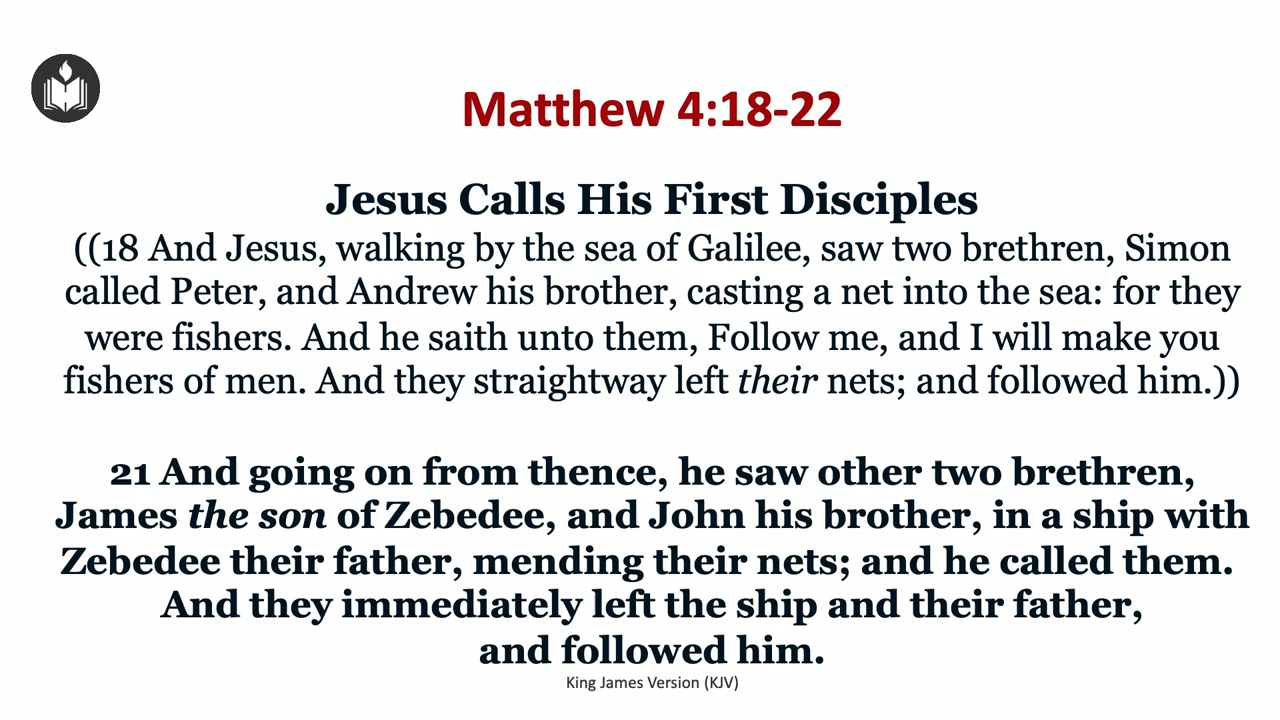 Matthew 4:18-22
Jesus Calls His First Disciples
((18 And Jesus, walking by the sea of Galilee, saw two brethren, Simon
called Peter, and Andrew his brother, casting a net into the sea: for they
were fishers. And he saith unto them, Follow me, and I will make you
fishers of men. And they straightway left their nets; and followed him.))
21 And going on from thence, he saw other two brethren,
James the son of Zebedee, and John his brother, in a ship with
Zebedee their father, mending their nets; and he called them.
And they immediately left the ship and their father,
and followed him.
King James Version (KJV)